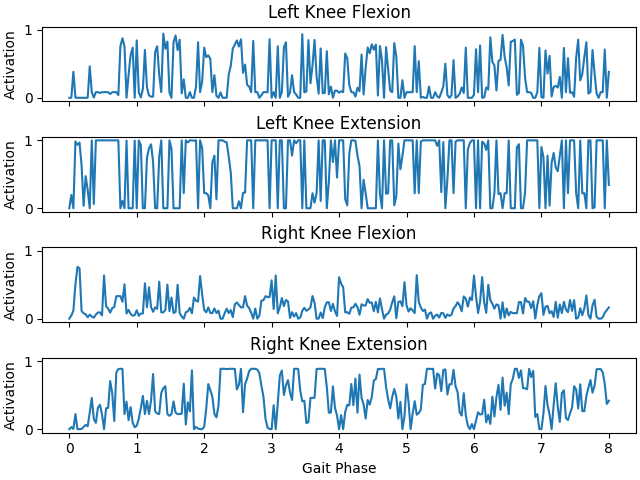 Left Knee Flexion
1
0
Activation
Left Knee Extension
1
0
Activation
Right Knee Flexion
1
0
Activation
Right Knee Extension
1
0
Activation
0 1 2 3 4 5 6 7 8
Gait Phase